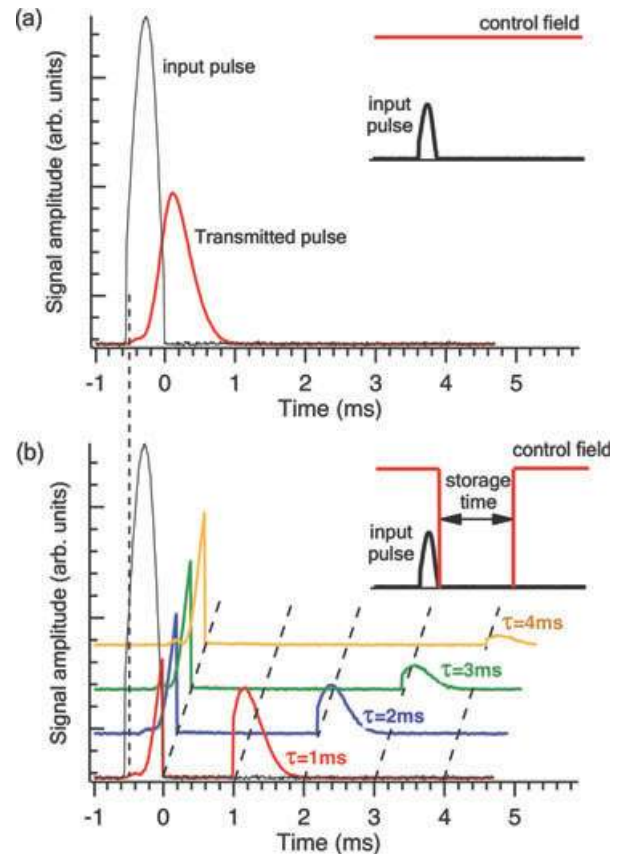 (a)
control field
input pulse
input
pulse
Transmitted pulse
Signal amplitude (arb. units)
-1 0 1 2 3 4 5
Time (ms)
(b)
control field
storage
time
input
pulse
τ=4ms
τ=3ms
τ=2ms
τ=1ms
Signal amplitude (arb. units)
-1 0 1 2 3 4 5
Time (ms)